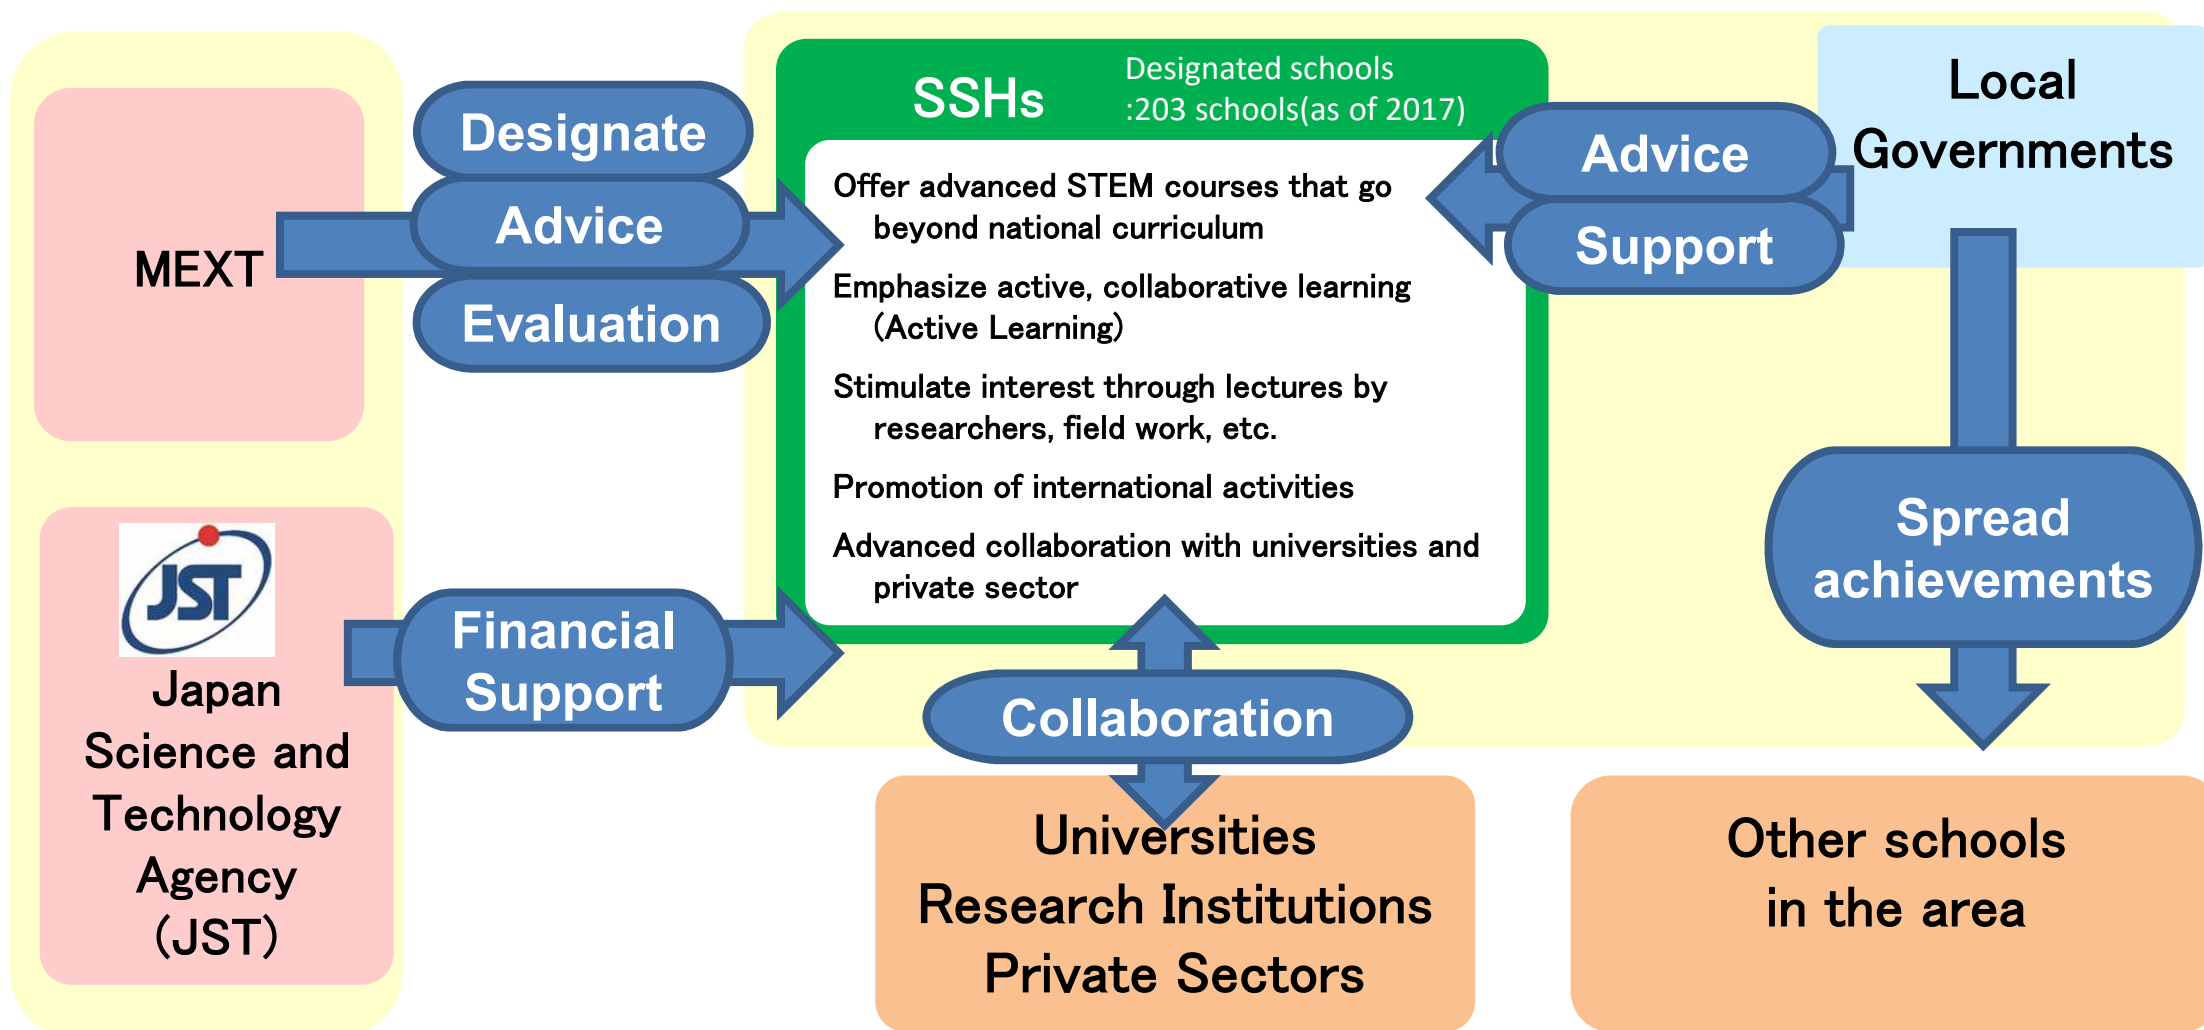 MEXT
JST
Japan
Science and
Technology
Agency
(JST)
Designate
Advice
Evaluation
Financial
Support
SSHs
Designated schools
:203 schools(as of 2017)
Offer advanced STEM courses that go
beyond national curriculum
Emphasize active, collaborative learning
(Active Learning)
Stimulate interest through lectures by
researchers, field work, etc.
Promotion of international activities
Advanced collaboration with universities and
private sector
Collaboration
Universities
Research Institutions
Private Sectors
Advice
Support
Local
Governments
Spread
achievements
Other schools
in the area